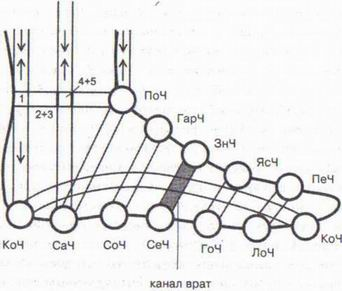 4+5
1
2+3
ПоЧ
ГарЧ
ЗнЧ
ЯсЧ
ПеЧ
КоЧ
СаЧ
СоЧ
СеЧ
ГоЧ
ЛоЧ
КоЧ
канал врат